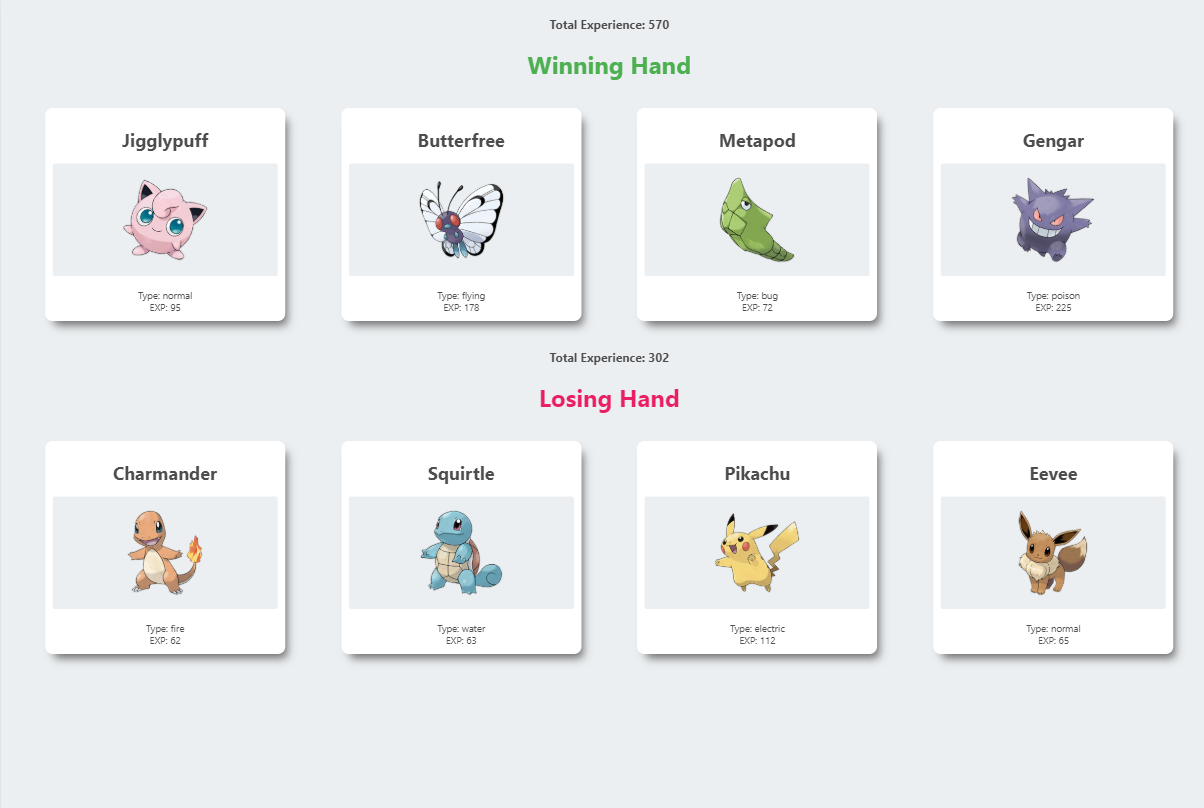 Total Experience: 570
Winning Hand
Jigglypuff
Type: normal
EXP: 95
Butterfree
Type: flying
EXP: 178
Metapod
Type: bug
EXP: 72
Gengar
Type: poison
EXP: 225
Total Experience: 302
Losing Hand
Charmander
Type: fire
EXP: 62
Squirtle
Type: water
EXP: 63
Pikachu
Type: electric
EXP: 112
Eevee
Type: normal
EXP: 65